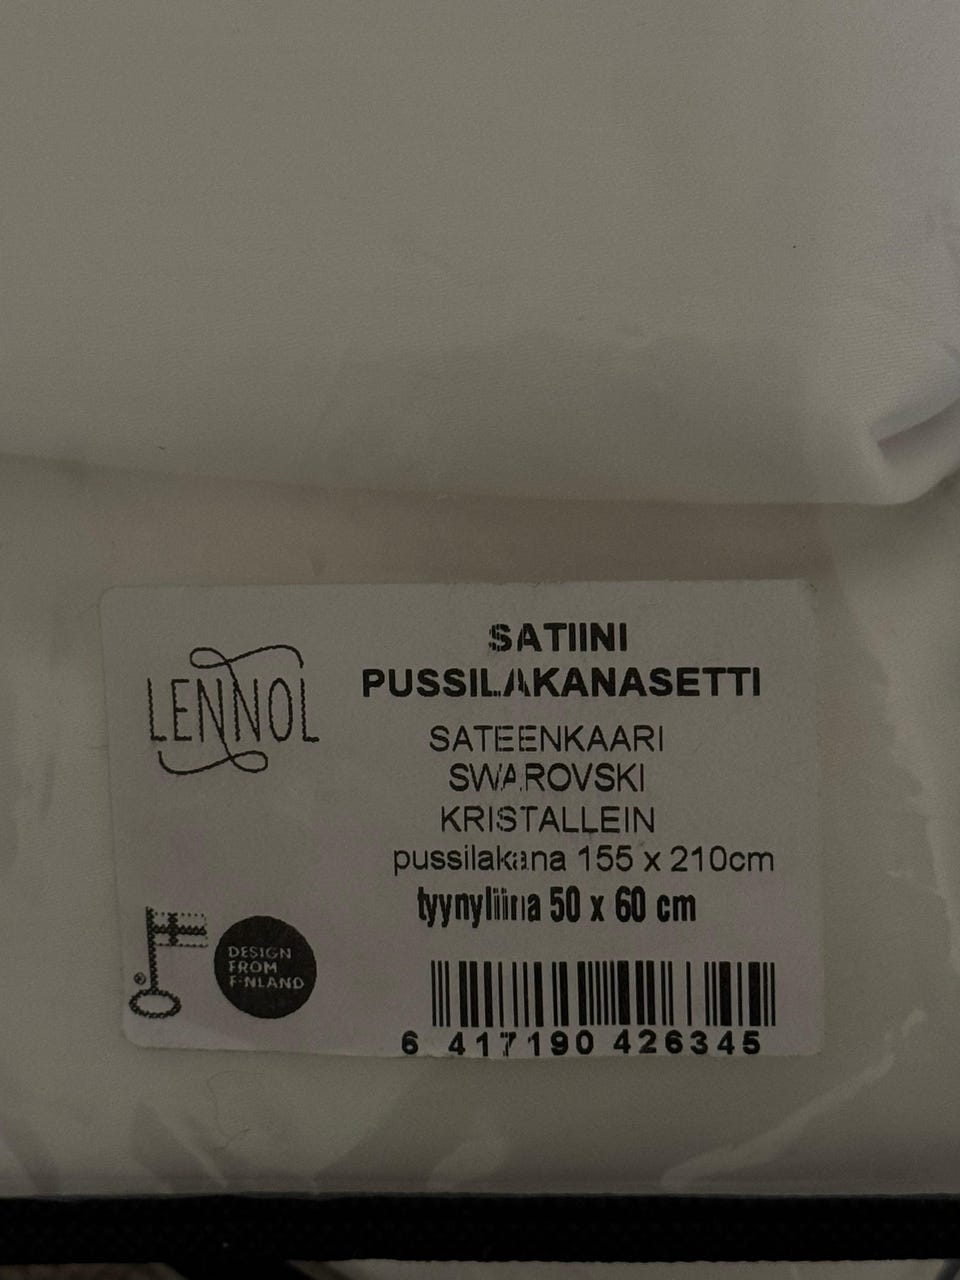 LENNOL
SATIINI
PUSSILAKANASETTI
SATEENKAARI
SWAROVSKI
KRISTALLEIN
pussilakana 155 x 210cm
tyynyliina 50 x 60 cm
®
DESIGN
FROM
FINLAND
6 417190 426345